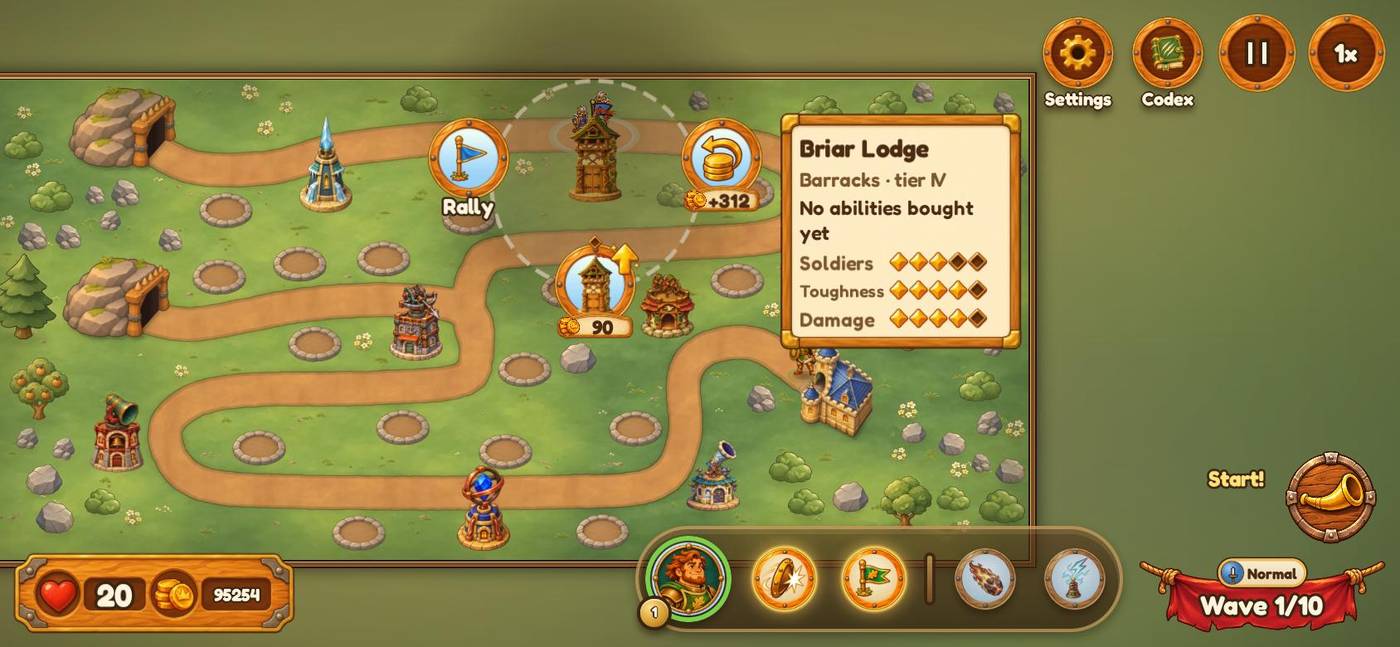 Settings
Codex
1x
Briar Lodge
Barracks · tier IV
No abilities bought
yet
Soldiers
Toughness
Damage
Rally
+312
90
Start!
20
95254
1
Normal
Wave 1/10